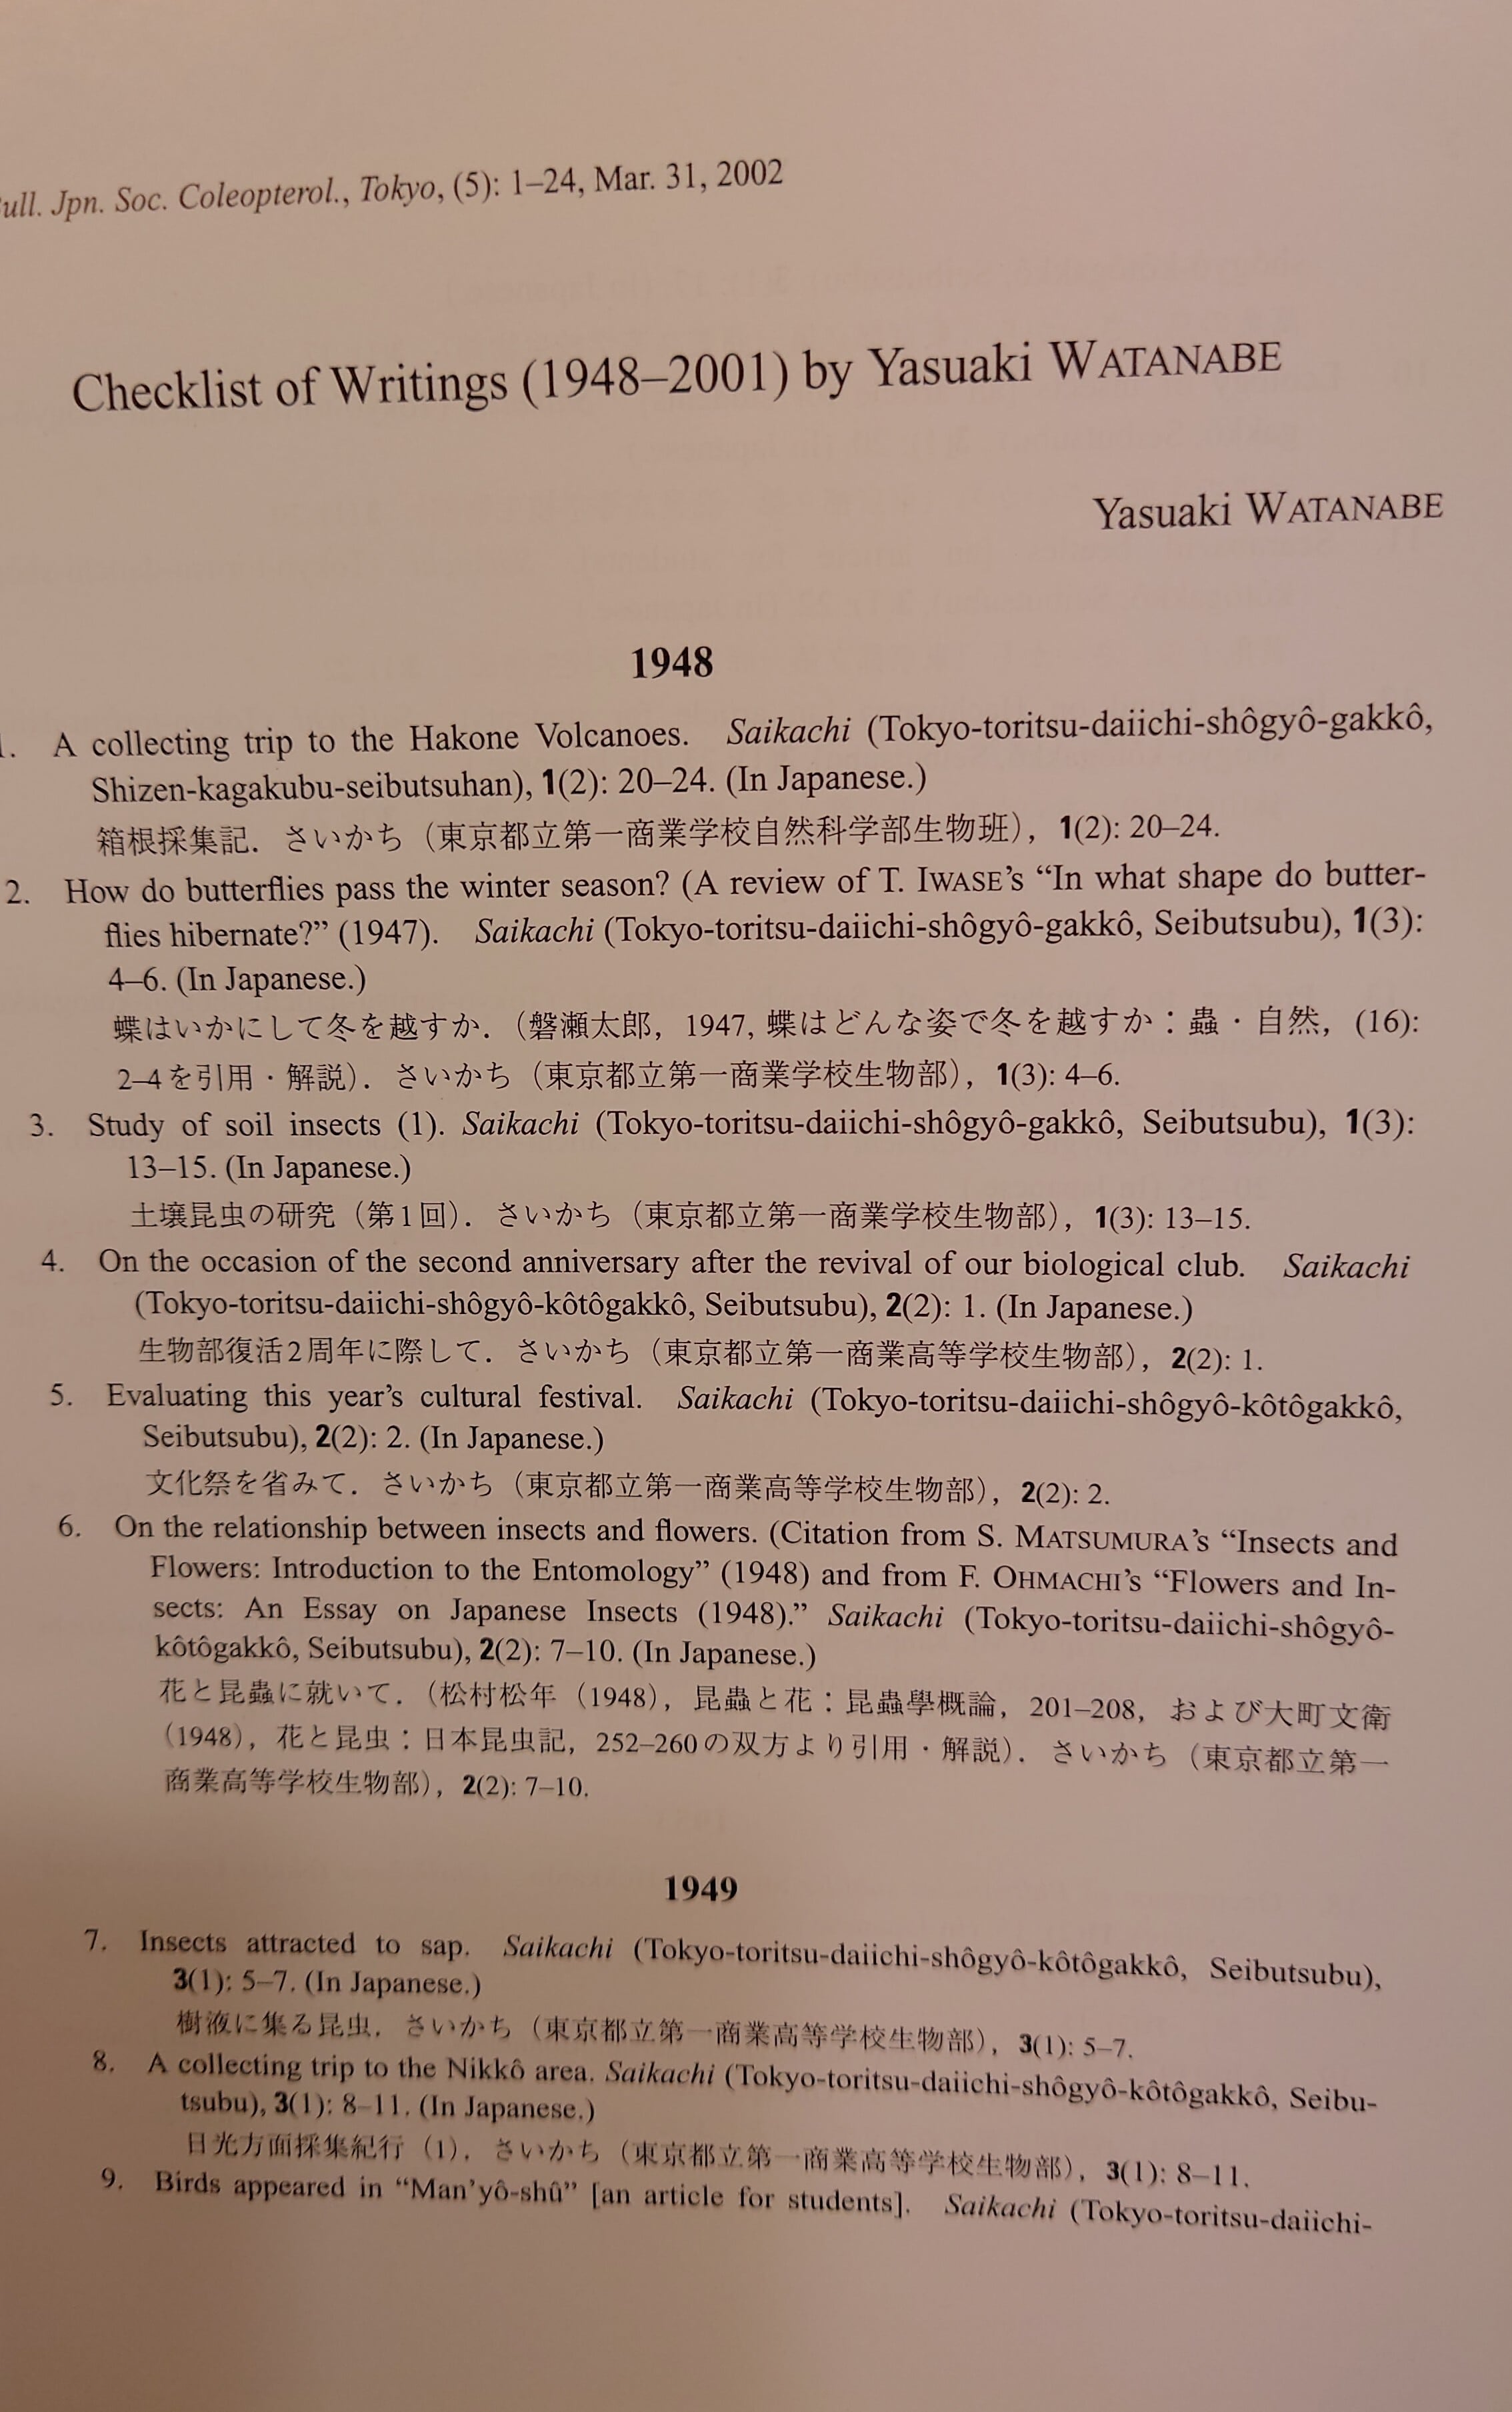 ull. Jpn. Soc. Coleopterol., Tokyo, (5): 1–24, Mar. 31, 2002
Checklist of Writings (1948–2001) by Yasuaki WATANABE
Yasuaki WATANABE
1948
1. A collecting trip to the Hakone Volcanoes. Saikachi (Tokyo-toritsu-daiichi-shôgyô-gakkô,
Shizen-kagakubu-seibutsuhan), 1(2): 20–24. (In Japanese.)
箱根採集記．さいかち（東京都立第一商業学校自然科学部生物班），1(2): 20–24.
2. How do butterflies pass the winter season? (A review of T. IWASE’s “In what shape do butter-
flies hibernate?” (1947). Saikachi (Tokyo-toritsu-daiichi-shôgyô-gakkô, Seibutsubu), 1(3):
4–6. (In Japanese.)
蝶はいかにして冬を越すか．（磐瀬太郎，1947, 蝶はどんな姿で冬を越すか：蟲・自然，(16):
2–4を引用・解説）．さいかち（東京都立第一商業学校生物部），1(3): 4–6.
3. Study of soil insects (1). Saikachi (Tokyo-toritsu-daiichi-shôgyô-gakkô, Seibutsubu), 1(3):
13–15. (In Japanese.)
土壌昆虫の研究（第1回）．さいかち（東京都立第一商業学校生物部），1(3): 13–15.
4. On the occasion of the second anniversary after the revival of our biological club. Saikachi
(Tokyo-toritsu-daiichi-shôgyô-kôtôgakkô, Seibutsubu), 2(2): 1. (In Japanese.)
生物部復活2周年に際して．さいかち（東京都立第一商業高等学校生物部），2(2): 1.
5. Evaluating this year’s cultural festival. Saikachi (Tokyo-toritsu-daiichi-shôgyô-kôtôgakkô,
Seibutsubu), 2(2): 2. (In Japanese.)
文化祭を省みて．さいかち（東京都立第一商業高等学校生物部），2(2): 2.
6. On the relationship between insects and flowers. (Citation from S. MATSUMURA’s “Insects and
Flowers: Introduction to the Entomology” (1948) and from F. OHMACHI’s “Flowers and In-
sects: An Essay on Japanese Insects (1948).” Saikachi (Tokyo-toritsu-daiichi-shôgyô-
kôtôgakkô, Seibutsubu), 2(2): 7–10. (In Japanese.)
花と昆蟲に就いて．（松村松年（1948），昆蟲と花：昆蟲學概論，201–208，および大町文衛
（1948），花と昆虫：日本昆虫記，252–260の双方より引用・解説）．さいかち（東京都立第一
商業高等学校生物部），2(2): 7–10.
1949
7. Insects attracted to sap. Saikachi (Tokyo-toritsu-daiichi-shôgyô-kôtôgakkô, Seibutsubu),
3(1): 5–7. (In Japanese.)
樹液に集る昆虫．さいかち（東京都立第一商業高等学校生物部），3(1): 5–7.
8. A collecting trip to the Nikkô area. Saikachi (Tokyo-toritsu-daiichi-shôgyô-kôtôgakkô, Seibu-
tsubu), 3(1): 8–11. (In Japanese.)
日光方面採集紀行（1）．さいかち（東京都立第一商業高等学校生物部），3(1): 8–11.
9. Birds appeared in “Man’yô-shû” [an article for students]. Saikachi (Tokyo-toritsu-daiichi-